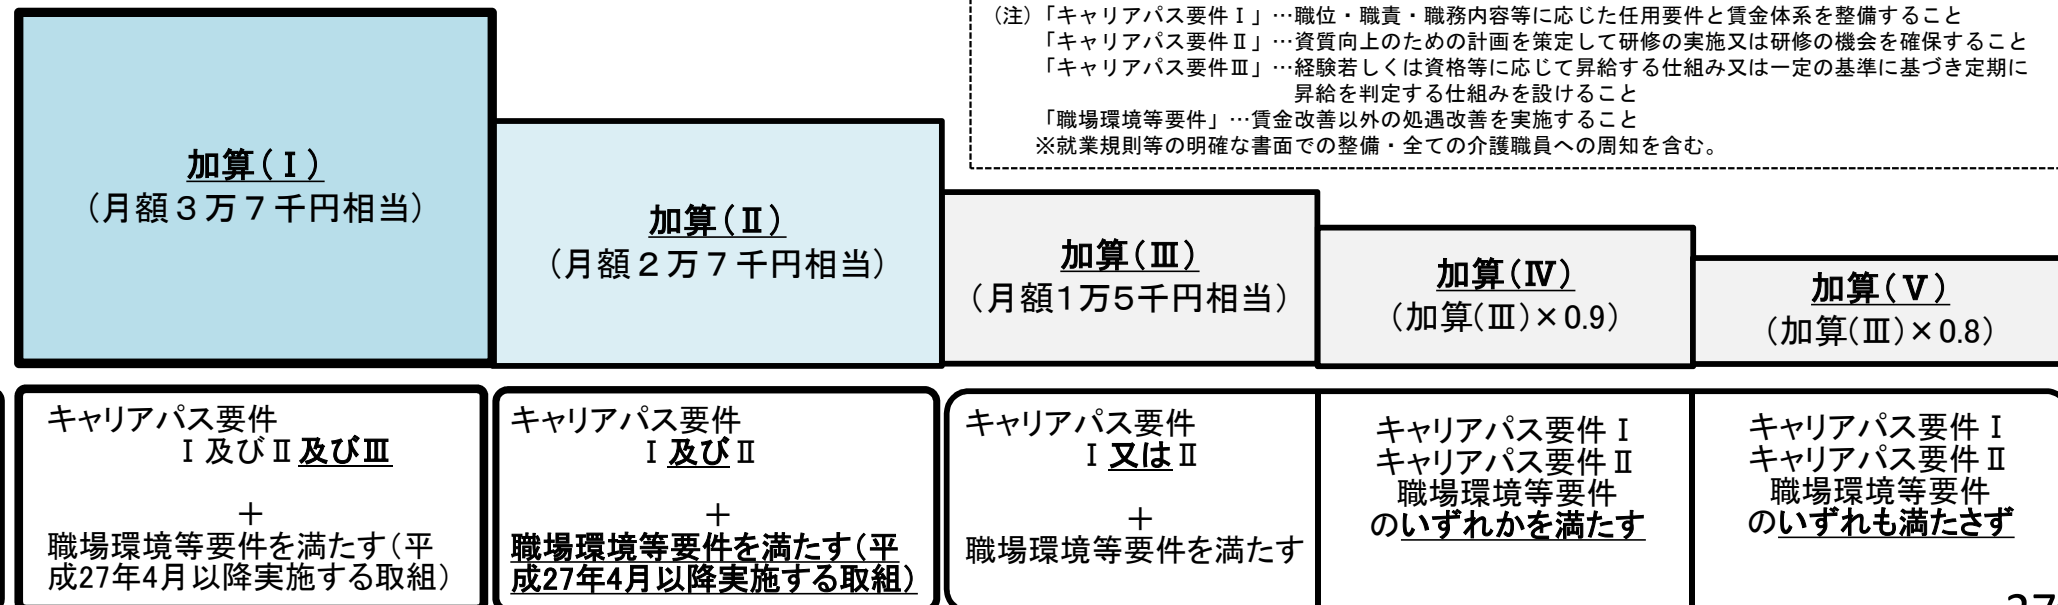 (注)「キャリアパス要件Ⅰ」…職位・職責・職務内容等に応じた任用要件と賃金体系を整備すること
「キャリアパス要件Ⅱ」…資質向上のための計画を策定して研修の実施又は研修の機会を確保すること
「キャリアパス要件Ⅲ」…経験若しくは資格等に応じて昇給する仕組み又は一定の基準に基づき定期に
昇給を判定する仕組みを設けること
「職場環境等要件」…賃金改善以外の処遇改善を実施すること
※就業規則等の明確な書面での整備・全ての介護職員への周知を含む。
加算(Ⅰ)
(月額3万7千円相当)
加算(Ⅱ)
(月額2万7千円相当)
加算(Ⅲ)
(月額1万5千円相当)
加算(Ⅳ)
(加算(Ⅲ)×0.9)
加算(Ⅴ)
(加算(Ⅲ)×0.8)
キャリアパス要件
Ⅰ及びⅡ及びⅢ
+
職場環境等要件を満たす(平
成27年4月以降実施する取組)
キャリアパス要件
Ⅰ及びⅡ
+
職場環境等要件を満たす(平
成27年4月以降実施する取組)
キャリアパス要件
Ⅰ又はⅡ
+
職場環境等要件を満たす
キャリアパス要件Ⅰ
キャリアパス要件Ⅱ
職場環境等要件
のいずれかを満たす
キャリアパス要件Ⅰ
キャリアパス要件Ⅱ
職場環境等要件
のいずれも満たさず